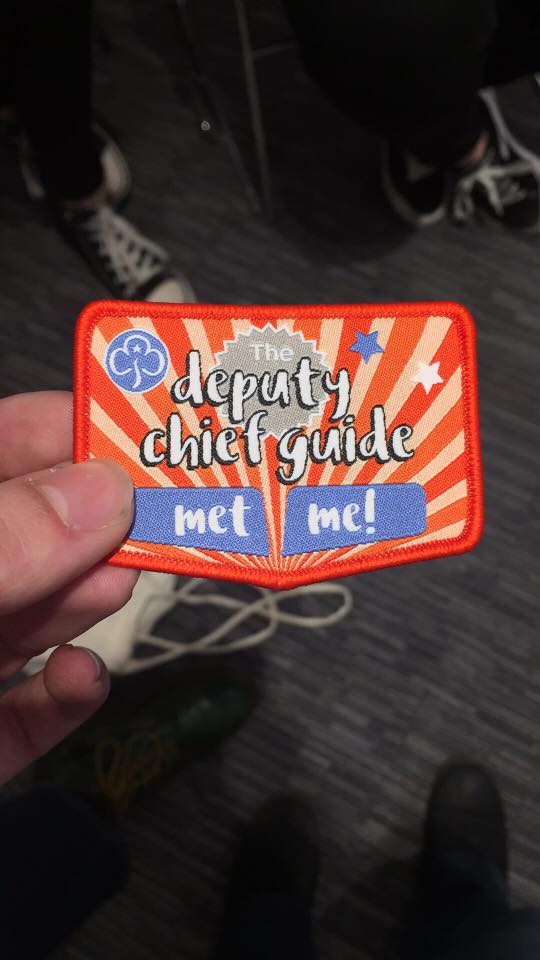 The
deputy
chief guide
met me!